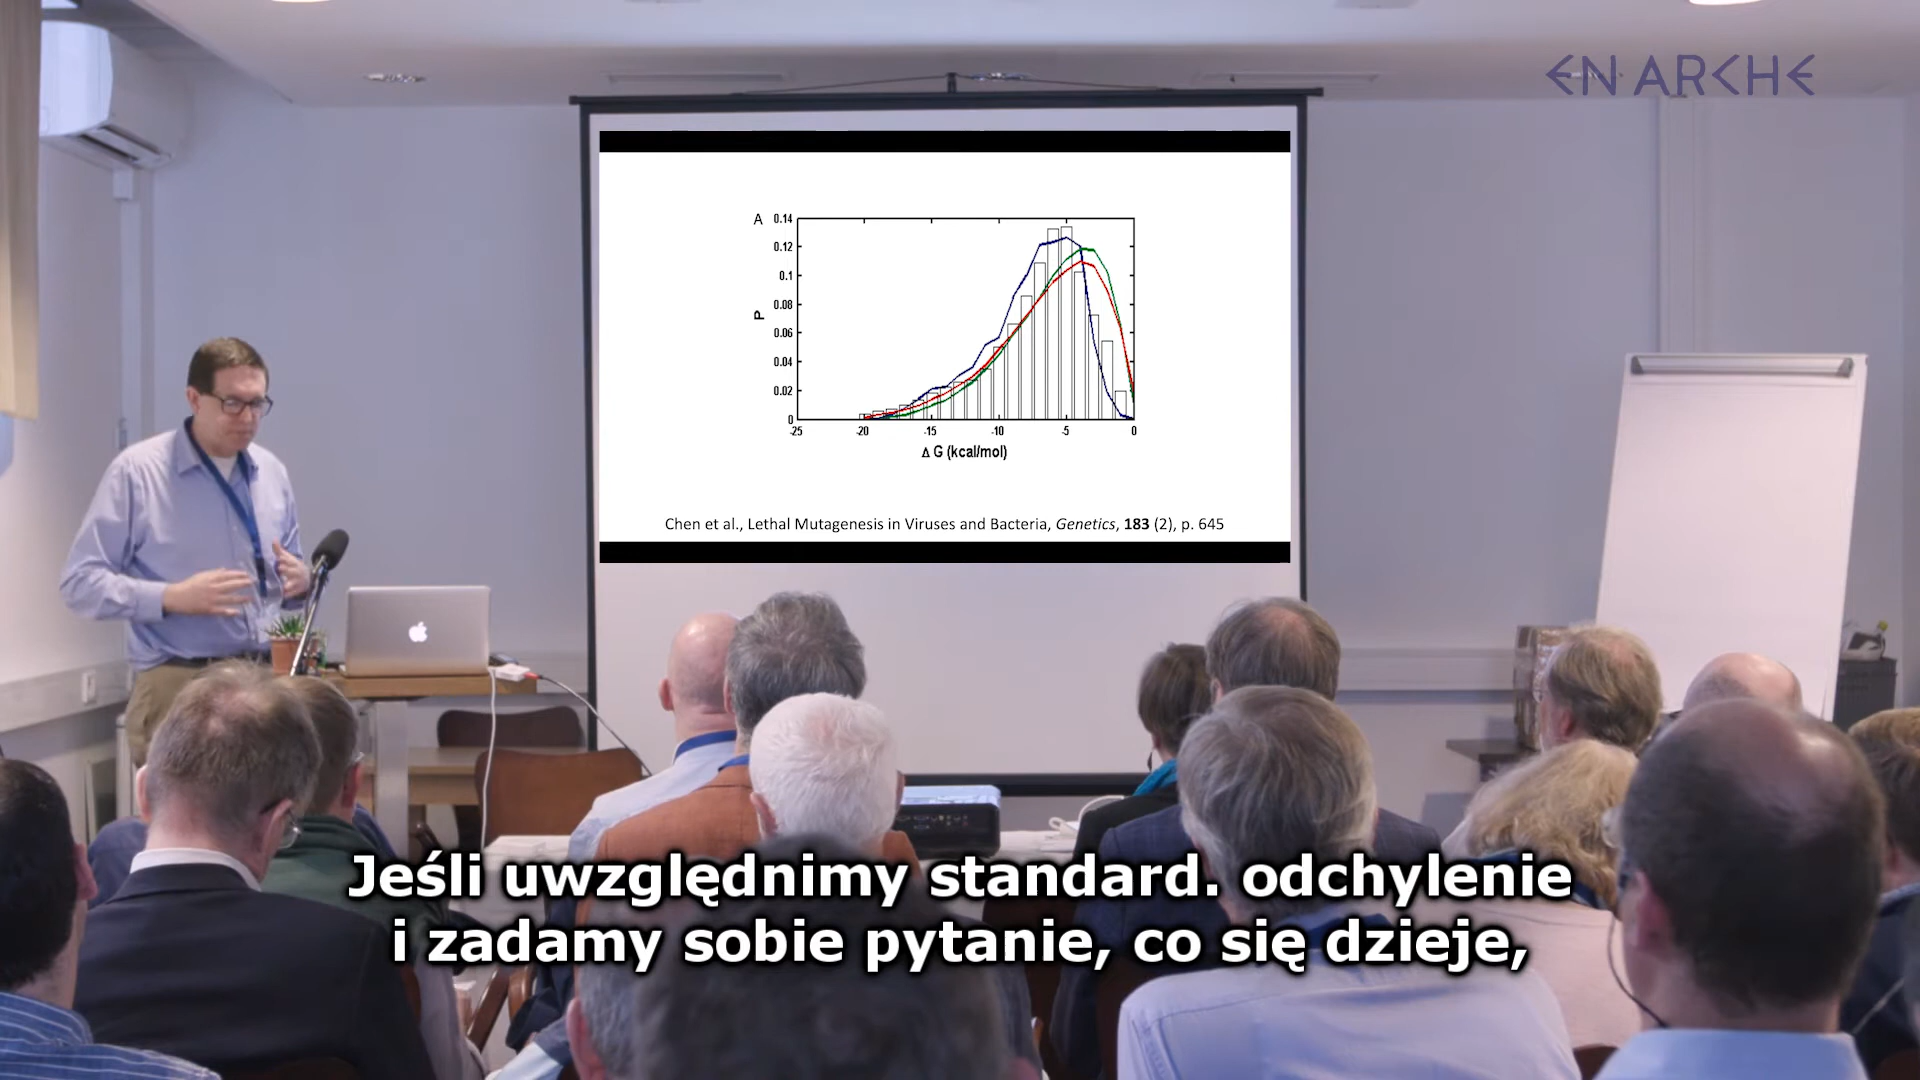 EN ARCHE
A
0.14
0.12
0.1
0.08
0.06
0.04
0.02
0
P
-25 -20 -15 -10 -5 0
Δ G (kcal/mol)
Chen et al., Lethal Mutagenesis in Viruses and Bacteria, Genetics, 183 (2), p. 645
Jeśli uwzględnimy standard. odchylenie
i zadamy sobie pytanie, co się dzieje,